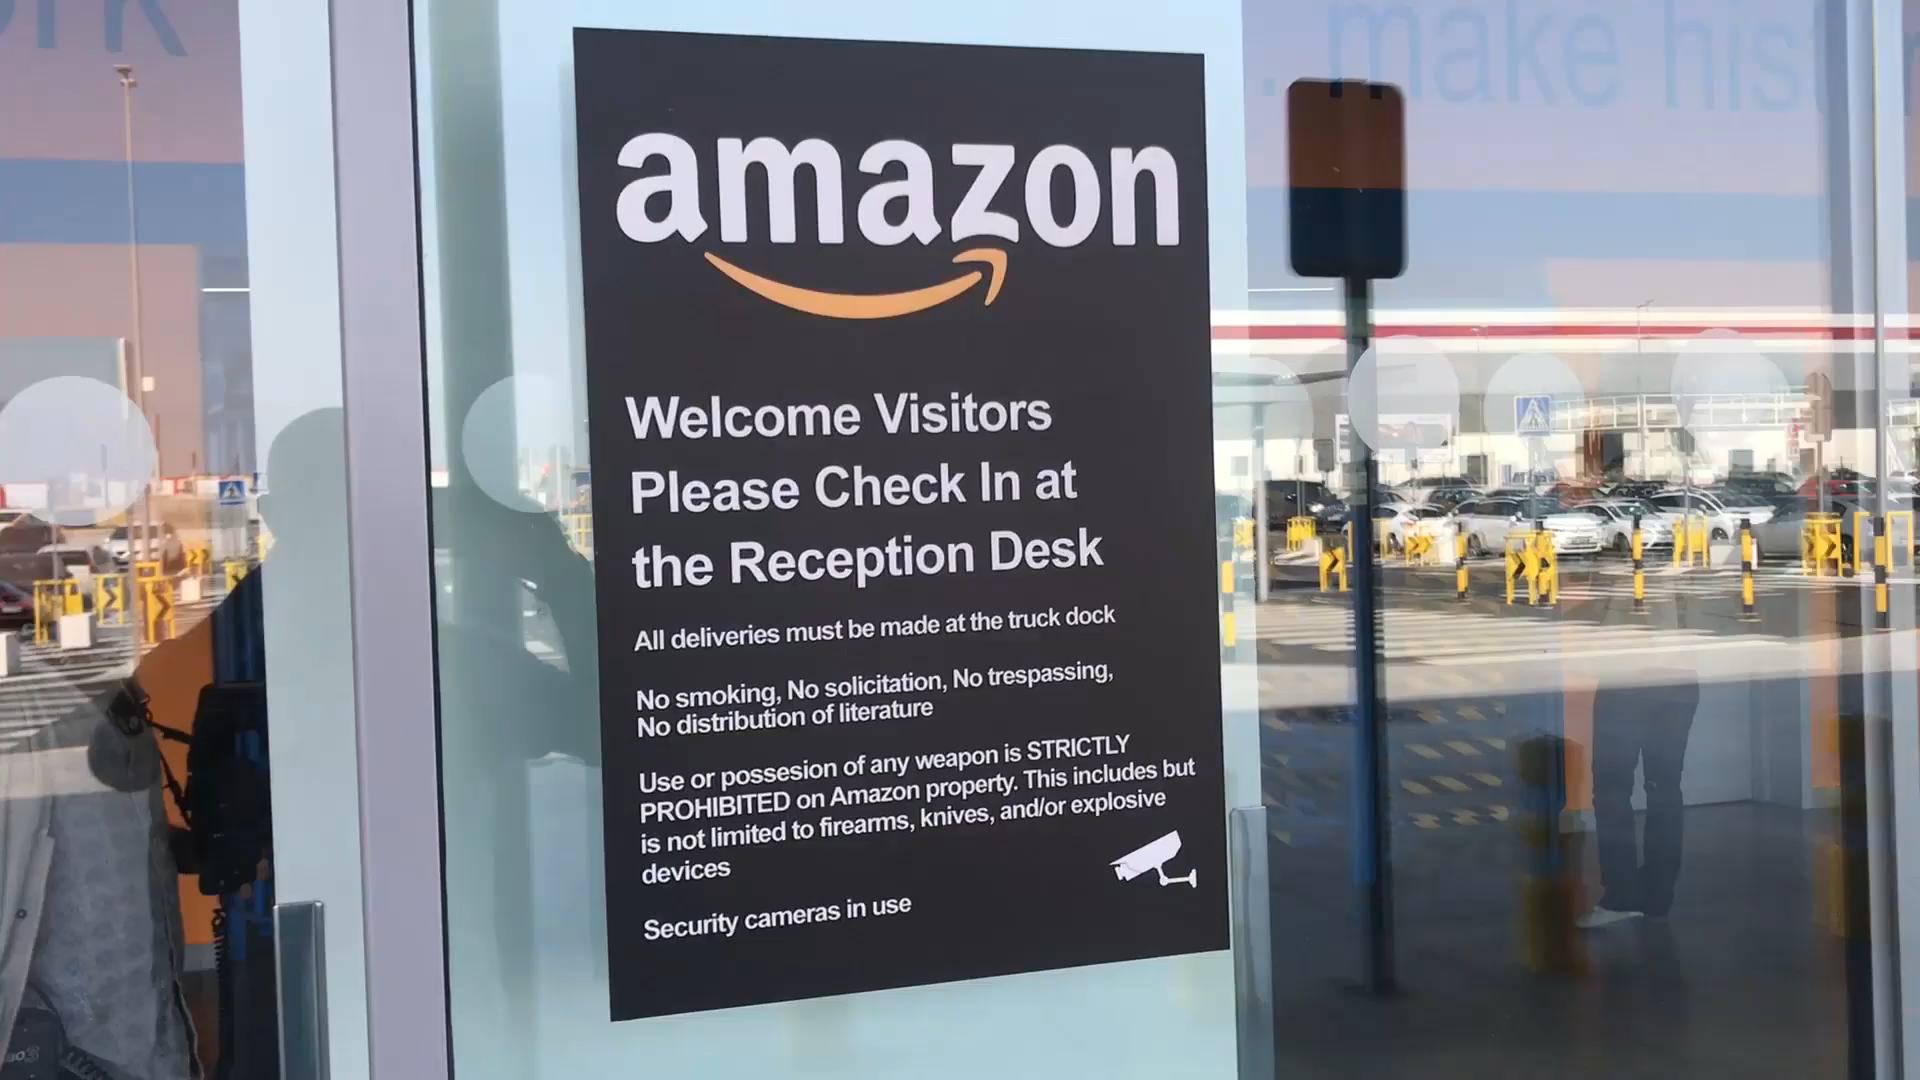 amazon
Welcome Visitors
Please Check In at
the Reception Desk
All deliveries must be made at the truck dock
No smoking, No solicitation, No trespassing,
No distribution of literature
Use or possesion of any weapon is STRICTLY
PROHIBITED on Amazon property. This includes but
is not limited to firearms, knives, and/or explosive
devices
Security cameras in use
make his